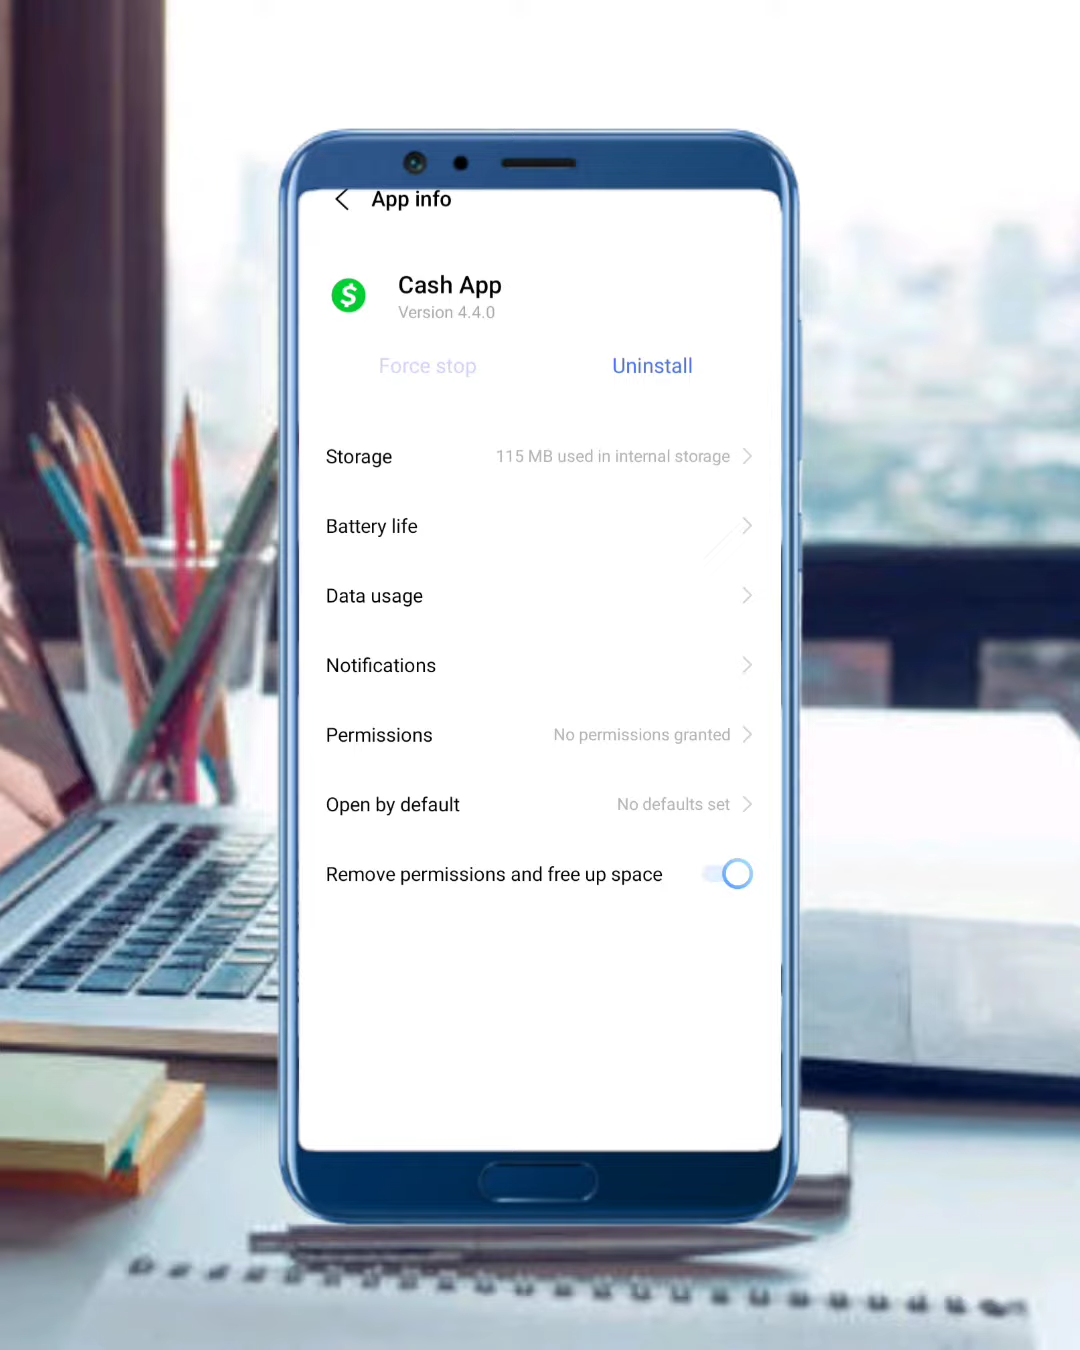 App info
Cash App
Version 4.4.0
Force stop
Uninstall
Storage
115 MB used in internal storage
Battery life
Data usage
Notifications
Permissions
No permissions granted
Open by default
No defaults set
Remove permissions and free up space